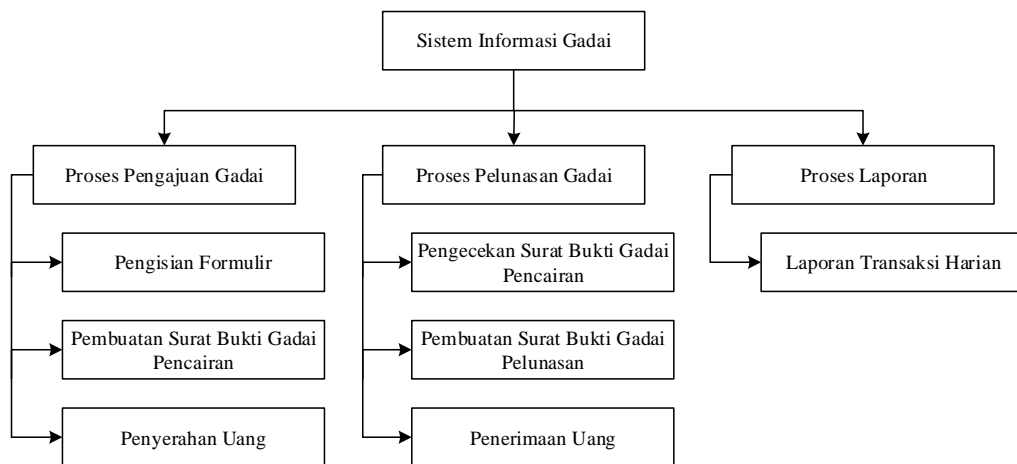 Sistem Informasi Gadai
Proses Pengajuan Gadai
Proses Pelunasan Gadai
Proses Laporan
Pengisian Formulir
Pengecekan Surat Bukti Gadai
Pencairan
Laporan Transaksi Harian
Pembuatan Surat Bukti Gadai
Pencairan
Pembuatan Surat Bukti Gadai
Pelunasan
Penyerahan Uang
Penerimaan Uang